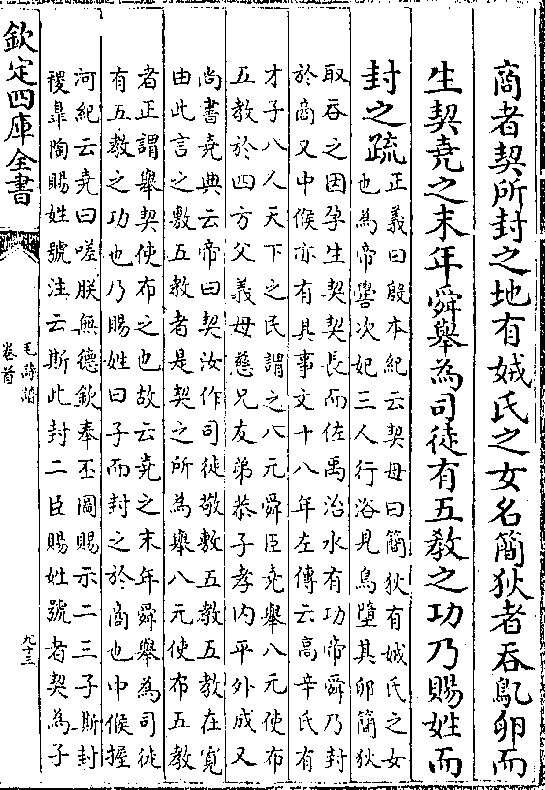 商者契所封之地有娀氏之女名簡狄者吞鳦卵而
生契堯之末年舜舉為司徒有五敎之功乃賜姓而
封之疏
正義曰殷本紀云契母曰簡狄有娀氏之女
也為帝嚳次妃三人行浴見鳥墮其卵簡狄
取吞之因孕生契契長而佐禹治水有功帝舜乃封
於商又中候亦有其事文十八年左傳云高辛氏有
才子八人天下之民謂之八元舜臣堯舉八元使布
五教於四方父義母慈兄友弟恭子孝內平外成又
尚書堯典云帝曰契汝作司徒敬敷五教五教在寛
由此言之敷五教者是契之所為舉八元使布五教
者正謂舉契使布之也故云堯之末年舜舉為司徒
有五教之功也乃賜姓曰子而封之於商也中候握
河紀云堯曰嗟朕無德欽奉丕圖賜示二三子斯封
稷臯陶賜姓號注云斯此封二臣賜姓號者契為子
欽定四庫全書
毛詩譜
卷首
九十三